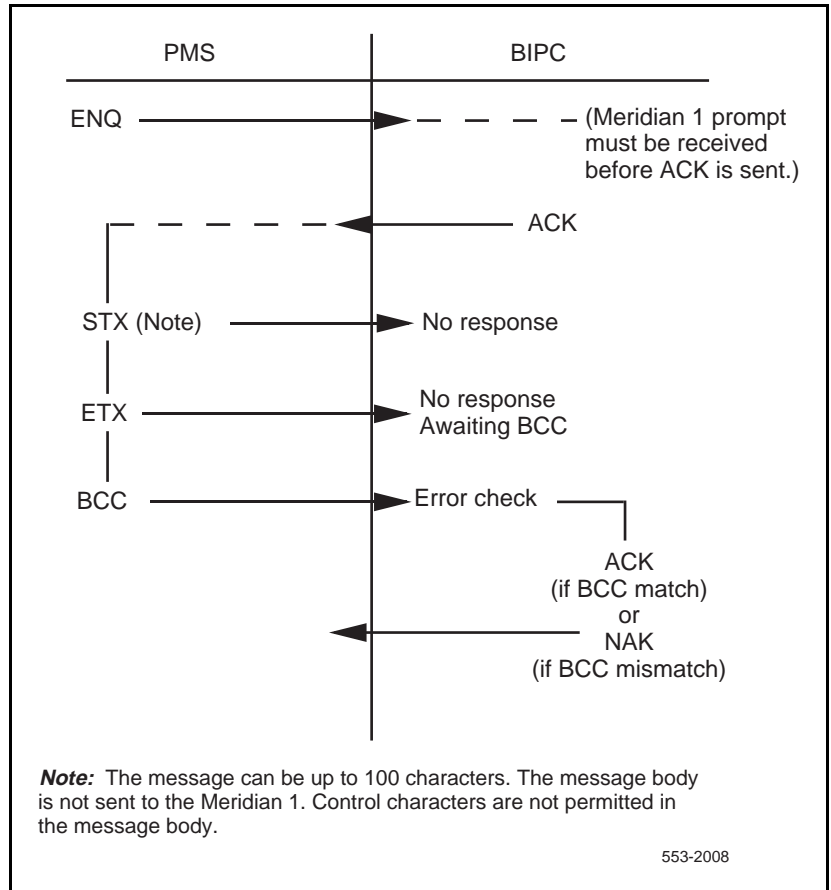 PMS BIPC
ENQ (Meridian 1 prompt
must be received
before ACK is sent.)
ACK
STX (Note) No response
ETX No response
Awaiting BCC
BCC Error check
ACK
(if BCC match)
or
NAK
(if BCC mismatch)
Note: The message can be up to 100 characters. The message body
is not sent to the Meridian 1. Control characters are not permitted in
the message body.
553-2008